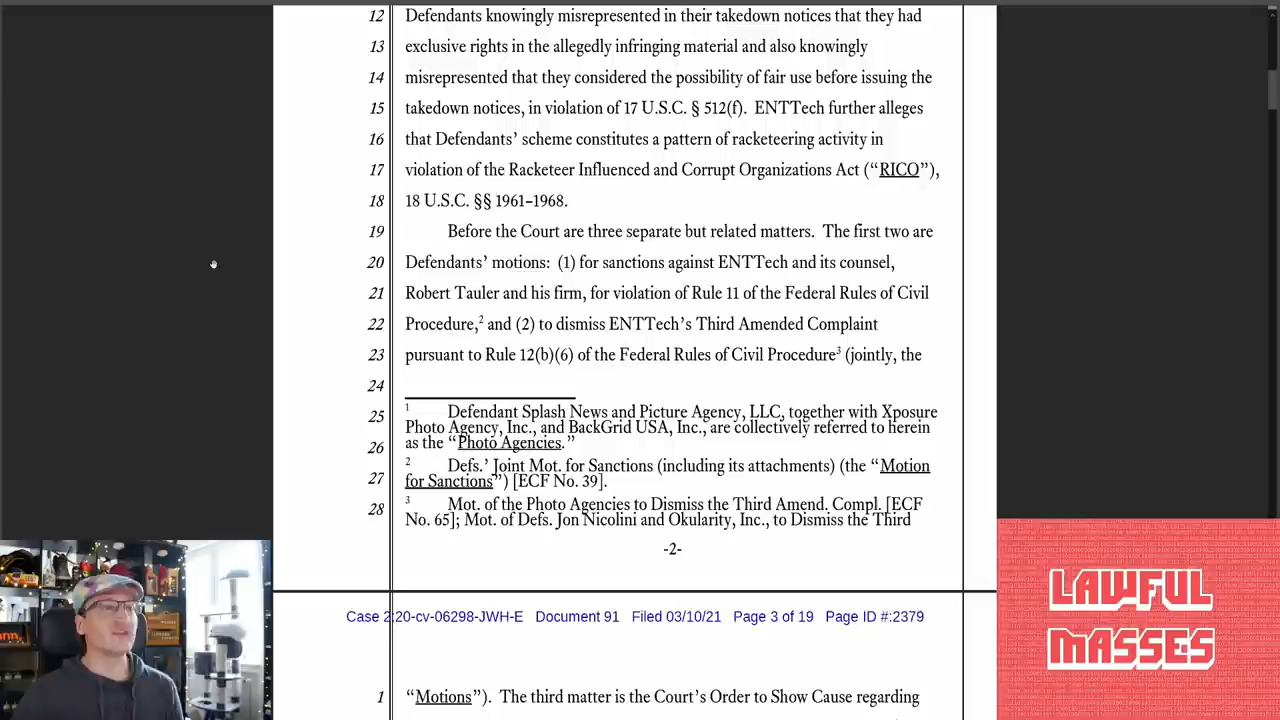 12 Defendants knowingly misrepresented in their takedown notices that they had
13 exclusive rights in the allegedly infringing material and also knowingly
14 misrepresented that they considered the possibility of fair use before issuing the
15 takedown notices, in violation of 17 U.S.C. § 512(f).  ENTTech further alleges
16 that Defendants’ scheme constitutes a pattern of racketeering activity in
17 violation of the Racketeer Influenced and Corrupt Organizations Act (“RICO”),
18 18 U.S.C. §§ 1961–1968.
19 Before the Court are three separate but related matters.  The first two are
20 Defendants’ motions:  (1) for sanctions against ENTTech and its counsel,
21 Robert Tauler and his firm, for violation of Rule 11 of the Federal Rules of Civil
22 Procedure,2 and (2) to dismiss ENTTech’s Third Amended Complaint
23 pursuant to Rule 12(b)(6) of the Federal Rules of Civil Procedure3 (jointly, the
24
25 1 Defendant Splash News and Picture Agency, LLC, together with Xposure
Photo Agency, Inc., and BackGrid USA, Inc., are collectively referred to herein
26 as the “Photo Agencies.”
2 Defs.’ Joint Mot. for Sanctions (including its attachments) (the “Motion
27 for Sanctions”) [ECF No. 39].
3 Mot. of the Photo Agencies to Dismiss the Third Amend. Compl. [ECF
28 No. 65]; Mot. of Defs. Jon Nicolini and Okularity, Inc., to Dismiss the Third
-2-
Case 2:20-cv-06298-JWH-E Document 91 Filed 03/10/21 Page 3 of 19 Page ID #:2379
1 “Motions”).  The third matter is the Court’s Order to Show Cause regarding
LAWFUL
MASSES